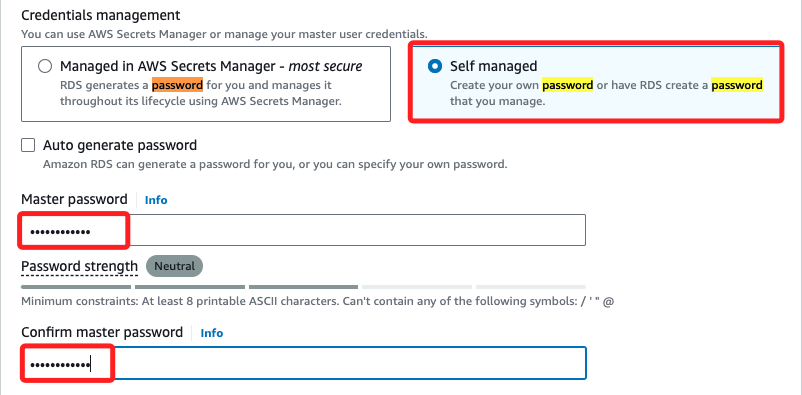 Credentials management
You can use AWS Secrets Manager or manage your master user credentials.
Managed in AWS Secrets Manager - most secure
RDS generates a password for you and manages it
throughout its lifecycle using AWS Secrets Manager.
Self managed
Create your own password or have RDS create a password
that you manage.
Auto generate password
Amazon RDS can generate a password for you, or you can specify your own password.
Master password Info
••••••••••••
Password strength Neutral
Minimum constraints: At least 8 printable ASCII characters. Can't contain any of the following symbols: / ' " @
Confirm master password Info
••••••••••••